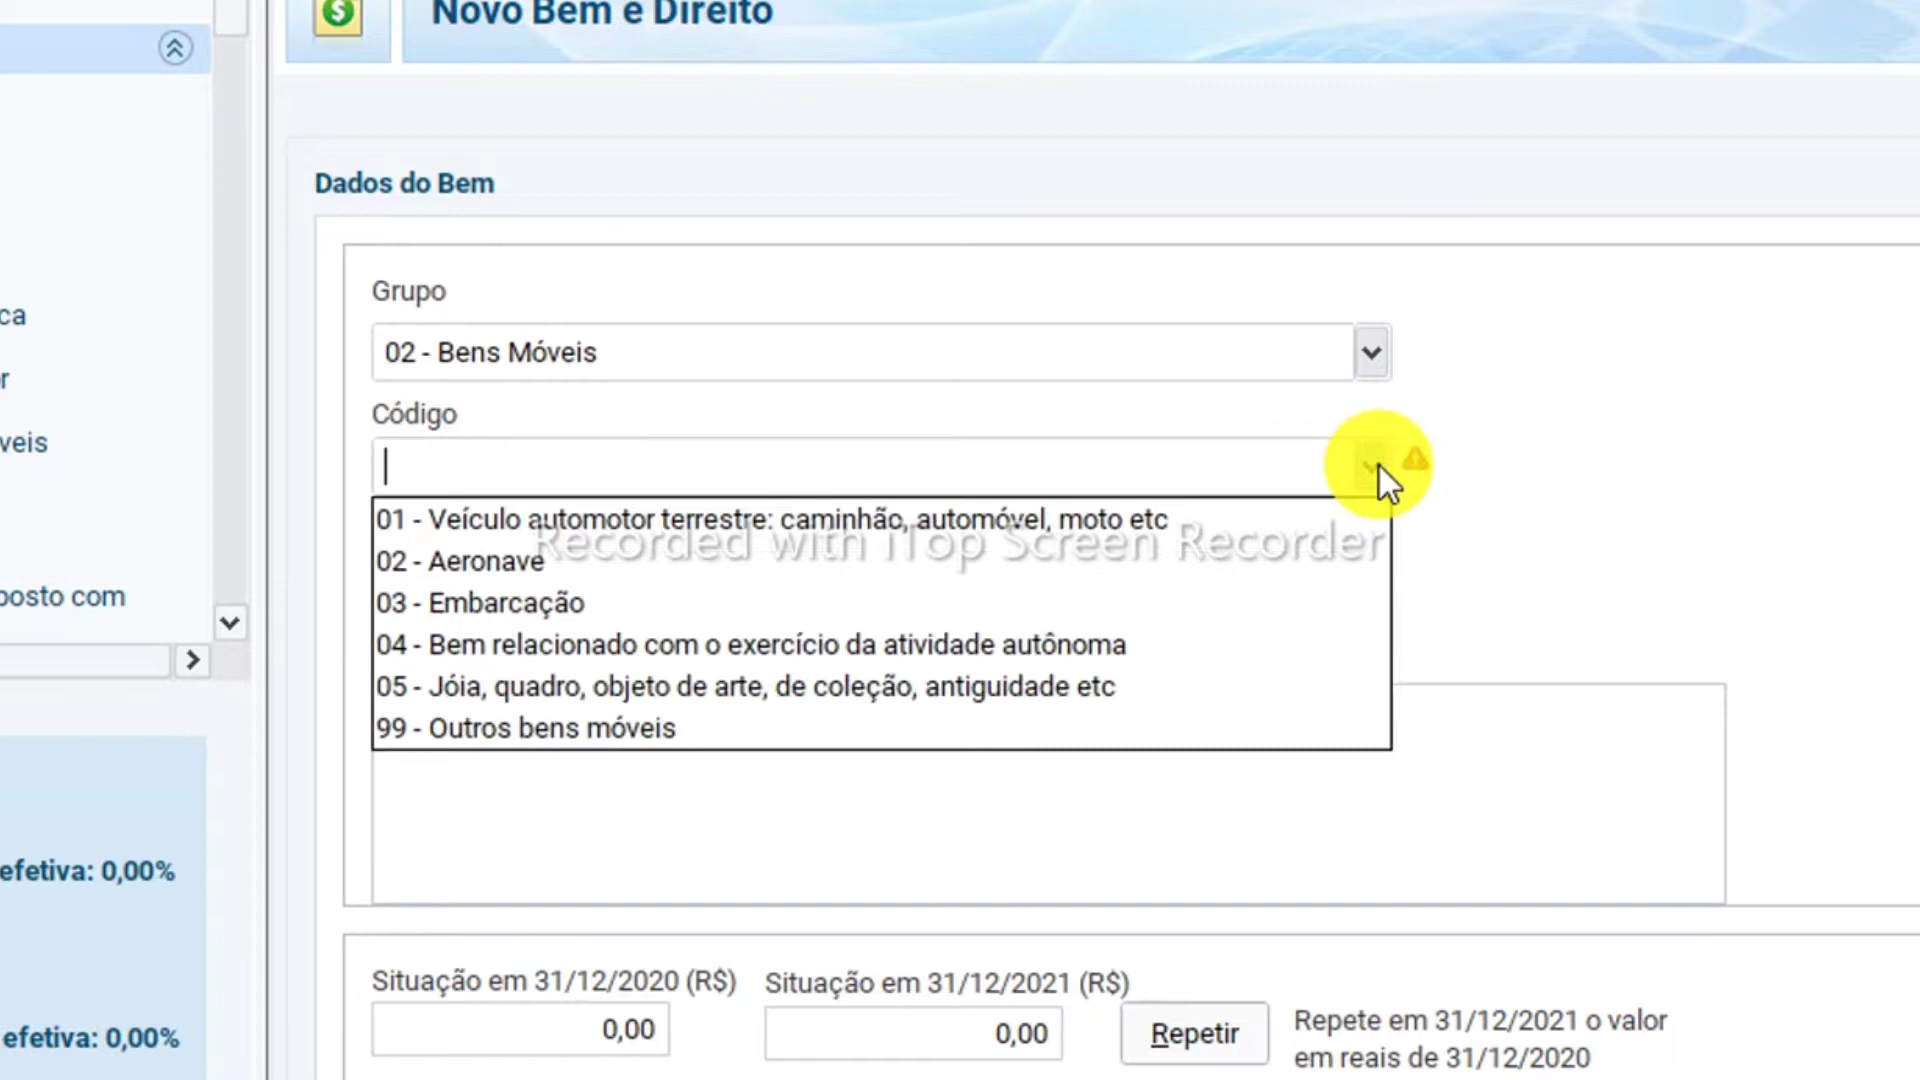 Novo Bem e Direito
ca
r
veis
posto com
efetiva: 0,00%
efetiva: 0,00%
Dados do Bem
Grupo
02 - Bens Móveis
Código
01 - Veículo automotor terrestre: caminhão, automóvel, moto etc
Recorded with iTop Screen Recorder
02 - Aeronave
03 - Embarcação
04 - Bem relacionado com o exercício da atividade autônoma
05 - Jóia, quadro, objeto de arte, de coleção, antiguidade etc
99 - Outros bens móveis
Situação em 31/12/2020 (R$)
Situação em 31/12/2021 (R$)
0,00
0,00
Repetir
Repete em 31/12/2021 o valor
em reais de 31/12/2020